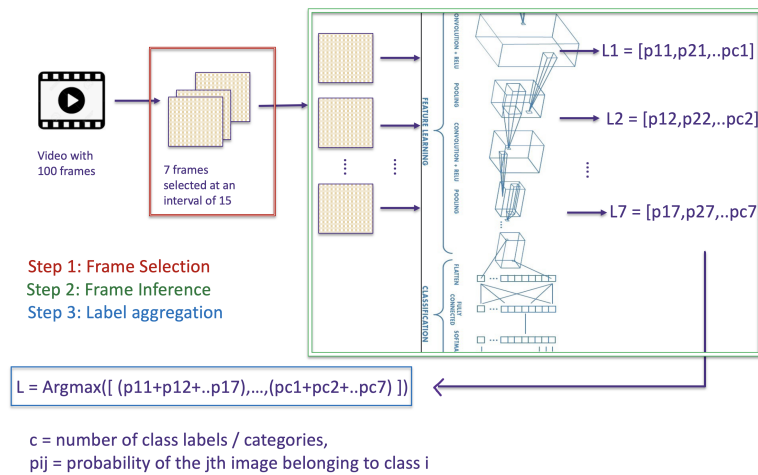 Video with
100 frames
7 frames
selected at an
interval of 15
CONVOLUTION + RELU
POOLING
CONVOLUTION + RELU
POOLING
FEATURE LEARNING
FLATTEN
FULLY
CONNECTED
SOFTMA
CLASSIFICATION
L1 = [p11,p21,..pc1]
L2 = [p12,p22,..pc2]
L7 = [p17,p27,..pc7
Step 1: Frame Selection
Step 2: Frame Inference
Step 3: Label aggregation
L = Argmax([ (p11+p12+..p17),...,(pc1+pc2+..pc7) ])
c = number of class labels / categories,
pij = probability of the jth image belonging to class i